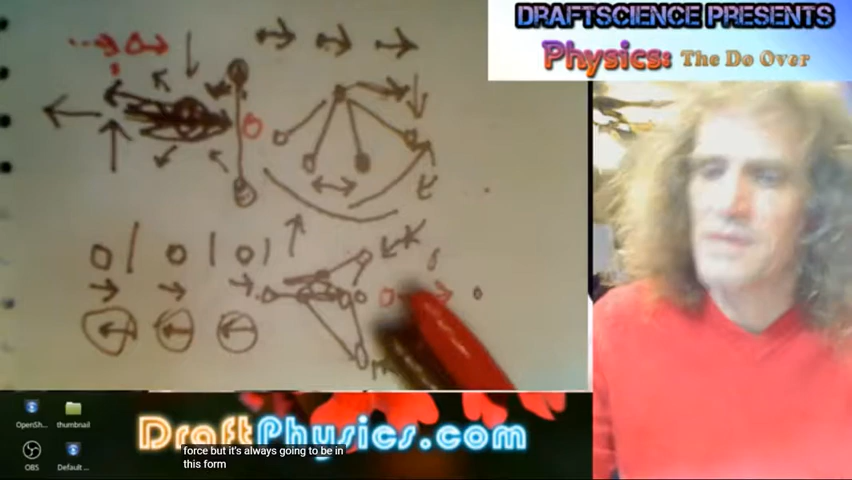 DRAFTSCIENCE PRESENTS
Physics: The Do Over
OpenSh...
thumbnail
OBS
Default ...
DraftPhysics.com
force but it's always going to be in
this form